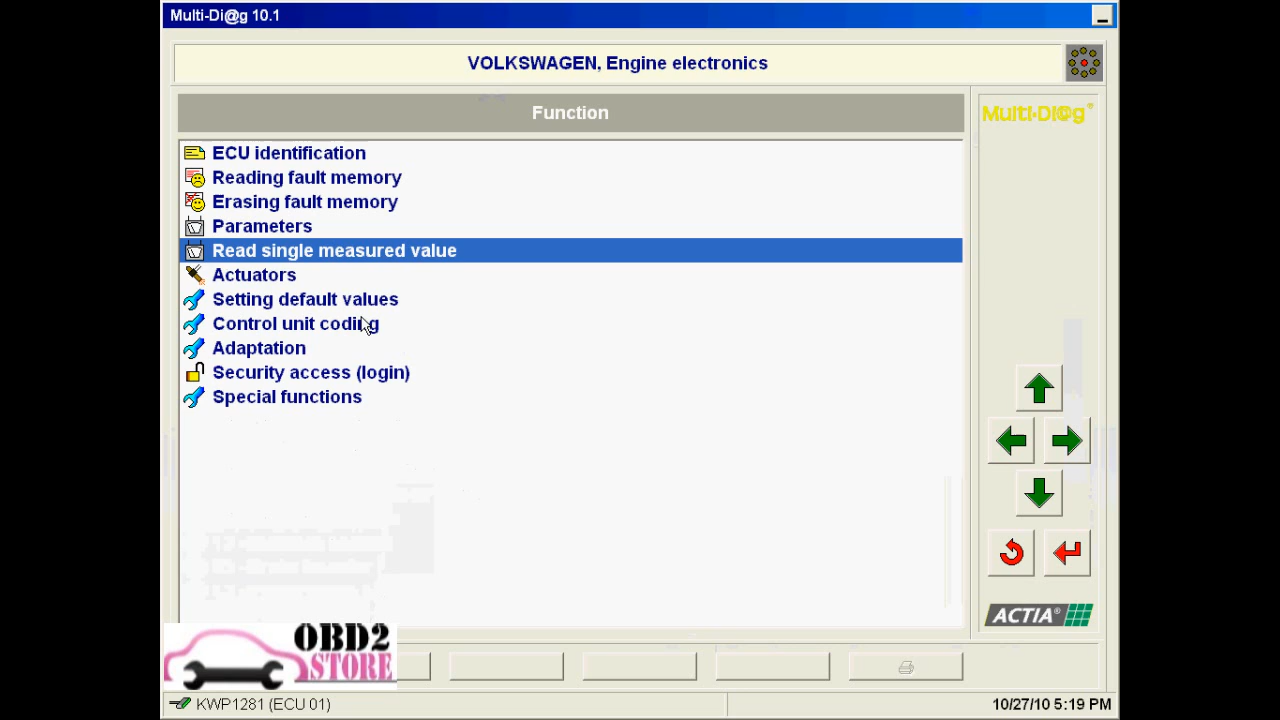 Multi-Di@g 10.1
VOLKSWAGEN, Engine electronics
Function
Multi-Di@g®
ECU identification
Reading fault memory
Erasing fault memory
Parameters
Read single measured value
Actuators
Setting default values
Control unit coding
Adaptation
Security access (login)
Special functions
ACTIA®
OBD2
STORE
KWP1281 (ECU 01)
10/27/10 5:19 PM